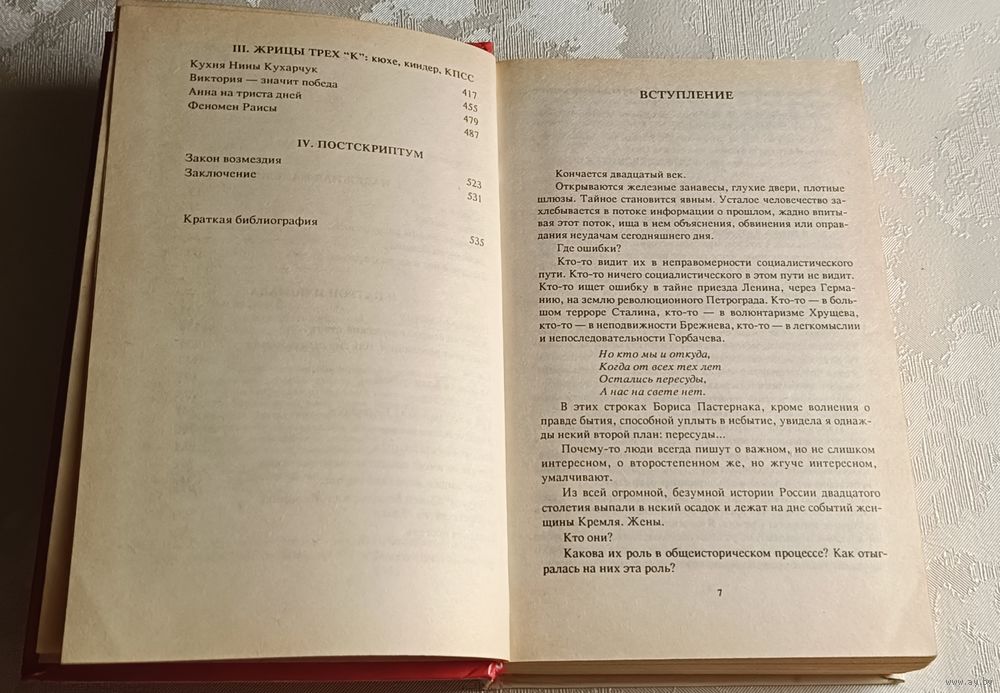 III. ЖРИЦЫ ТРЕХ "К": кюхе, киндер, КПСС
Кухня Нины Кухарчук 417
Виктория — значит победа 455
Анна на триста дней 479
Феномен Раисы 487
IV. ПОСТСКРИПТУМ
Закон возмездия 523
Заключение 531
Краткая библиография 535
ВСТУПЛЕНИЕ
Кончается двадцатый век.
Открываются железные занавесы, глухие двери, плотные
шлюзы. Тайное становится явным. Усталое человечество за-
хлебывается в потоке информации о прошлом, жадно впиты-
вая этот поток, ища в нем объяснения, обвинения или оправ-
дания неудачам сегодняшнего дня.
Где ошибки?
Кто-то видит их в неправомерности социалистического
пути. Кто-то ничего социалистического в этом пути не видит.
Кто-то ищет ошибку в тайне приезда Ленина, через Герма-
нию, на землю революционного Петрограда. Кто-то — в боль-
шом терроре Сталина, кто-то — в волюнтаризме Хрущева,
кто-то — в неподвижности Брежнева, кто-то — в легкомыслии
и непоследовательности Горбачева.
Но кто мы и откуда,
Когда от всех тех лет
Остались пересуды,
А нас на свете нет.
В этих строках Бориса Пастернака, кроме волнения о
правде бытия, способной уплыть в небытие, увидела я однаж-
ды некий второй план: пересуды...
Почему-то люди всегда пишут о важном, но не слишком
интересном, о второстепенном же, но жгуче интересном,
умалчивают.
Из всей огромной, безумной истории России двадцатого
столетия выпали в некий осадок и лежат на дне событий жен-
щины Кремля. Жены.
Кто они?
Какова их роль в общеисторическом процессе? Как оты-
гралась на них эта роль?
7
www.ay.by